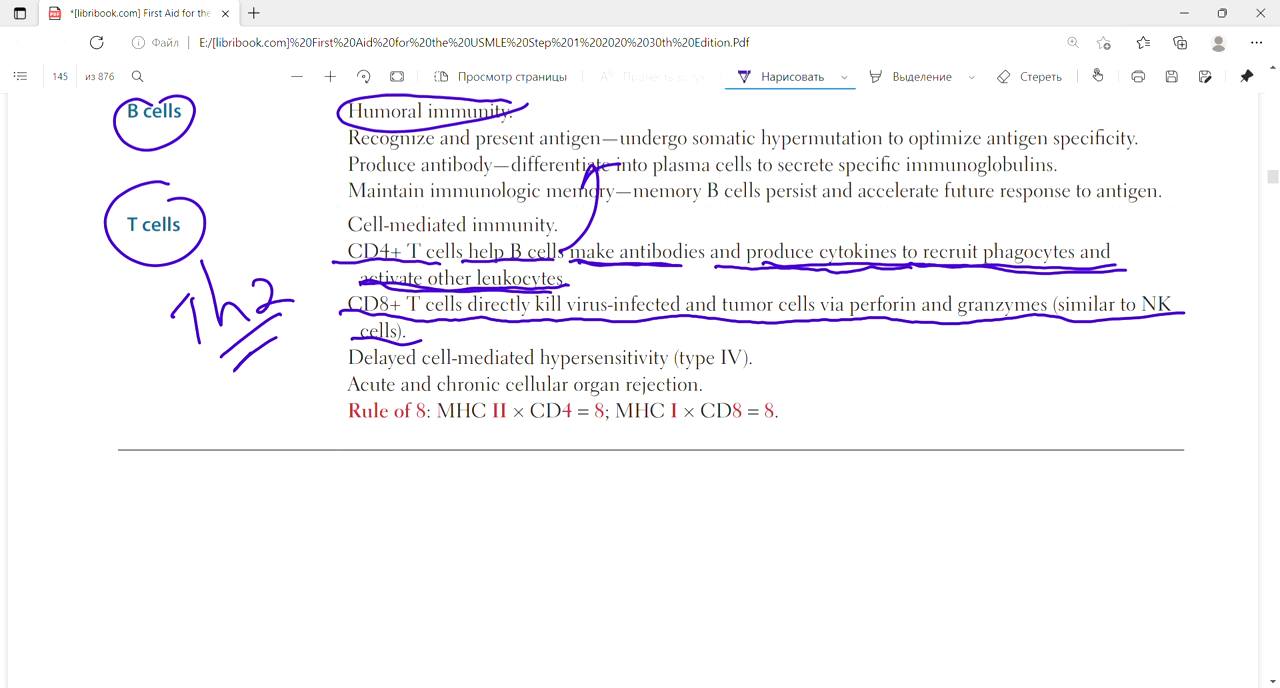 *[libribook.com] First Aid for the
Файл E:/[libribook.com]%20First%20Aid%20for%20the%20USMLE%20Step%201%202020%2030th%20Edition.Pdf
145 из 876 Просмотр страницы Прочесть вслух Нарисовать Выделение Стереть
B cells Humoral immunity.
Recognize and present antigen—undergo somatic hypermutation to optimize antigen specificity.
Produce antibody—differentiate into plasma cells to secrete specific immunoglobulins.
Maintain immunologic memory—memory B cells persist and accelerate future response to antigen.
T cells Cell-mediated immunity.
CD4+ T cells help B cells make antibodies and produce cytokines to recruit phagocytes and
activate other leukocytes.
CD8+ T cells directly kill virus-infected and tumor cells via perforin and granzymes (similar to NK
cells).
Th2
Delayed cell-mediated hypersensitivity (type IV).
Acute and chronic cellular organ rejection.
Rule of 8: MHC II × CD4 = 8; MHC I × CD8 = 8.